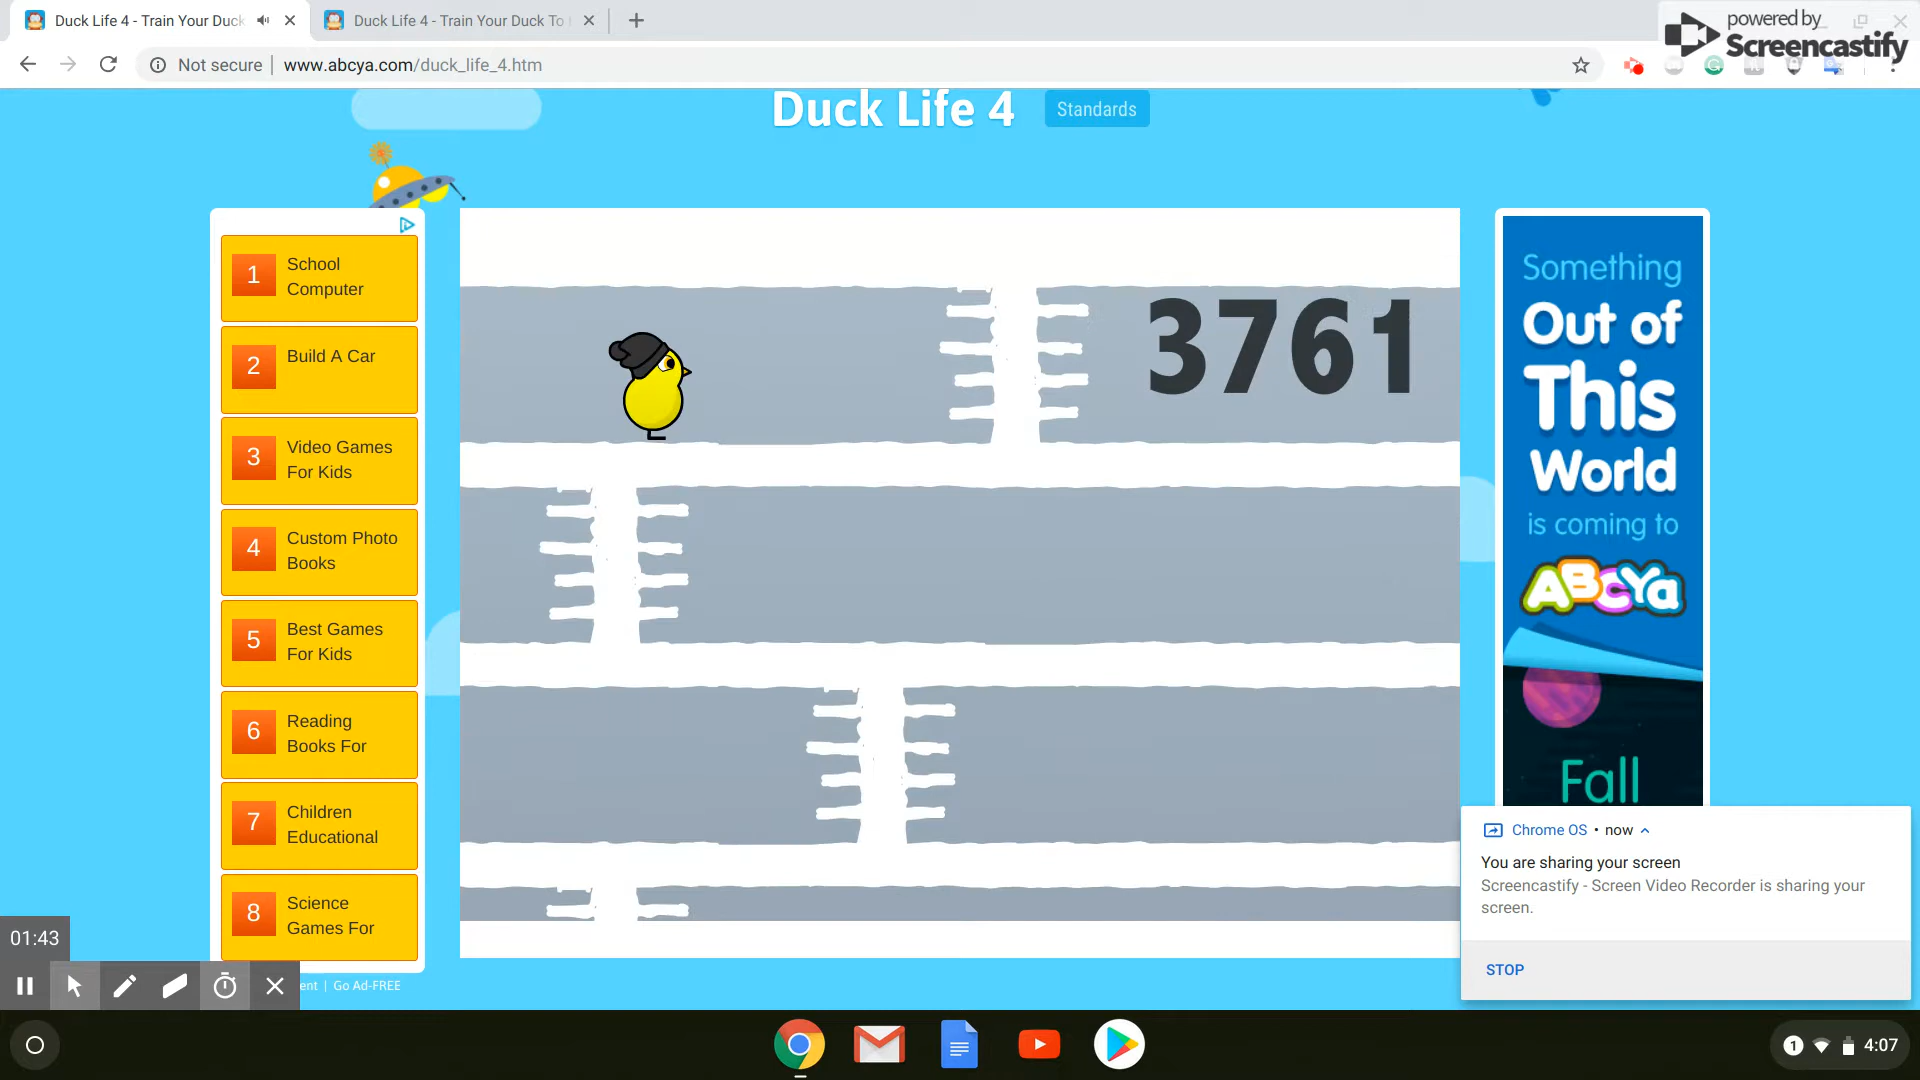 Duck Life 4 - Train Your Duck
Duck Life 4 - Train Your Duck To
powered by
Screencastify
Not secure | www.abcya.com/duck_life_4.htm
Duck Life 4
Standards
1 School
Computer
2 Build A Car
3 Video Games
For Kids
4 Custom Photo
Books
5 Best Games
For Kids
6 Reading
Books For
7 Children
Educational
8 Science
Games For
ent | Go Ad-FREE
3761
Something
Out of
This
World
is coming to
ABCYa
Fall
Chrome OS • now
You are sharing your screen
Screencastify - Screen Video Recorder is sharing your
screen.
STOP
01:43
1
4:07